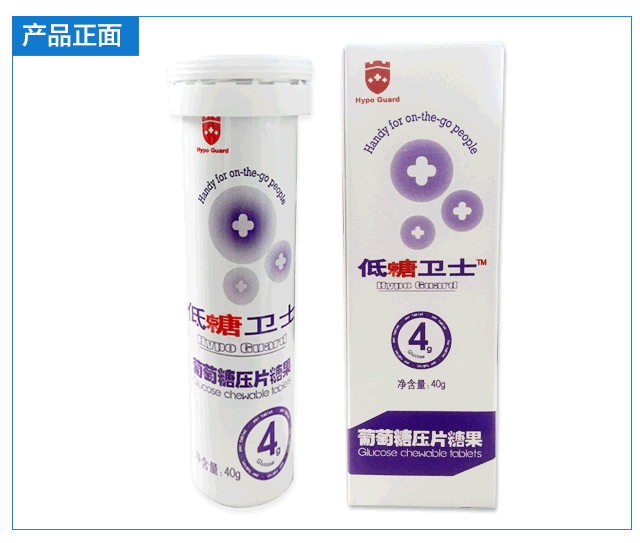 产品正面
Hypo Guard
Handy for on-the-go people
低糖卫士
Hypo Guard
葡萄糖压片糖果
Glucose chewable tablets
4g
Glucose
净含量:40g
Hypo Guard
Handy for on-the-go people
低糖卫士™
Hypo Guard
4g
Glucose
净含量:40g
葡萄糖压片糖果
Glucose chewable tablets